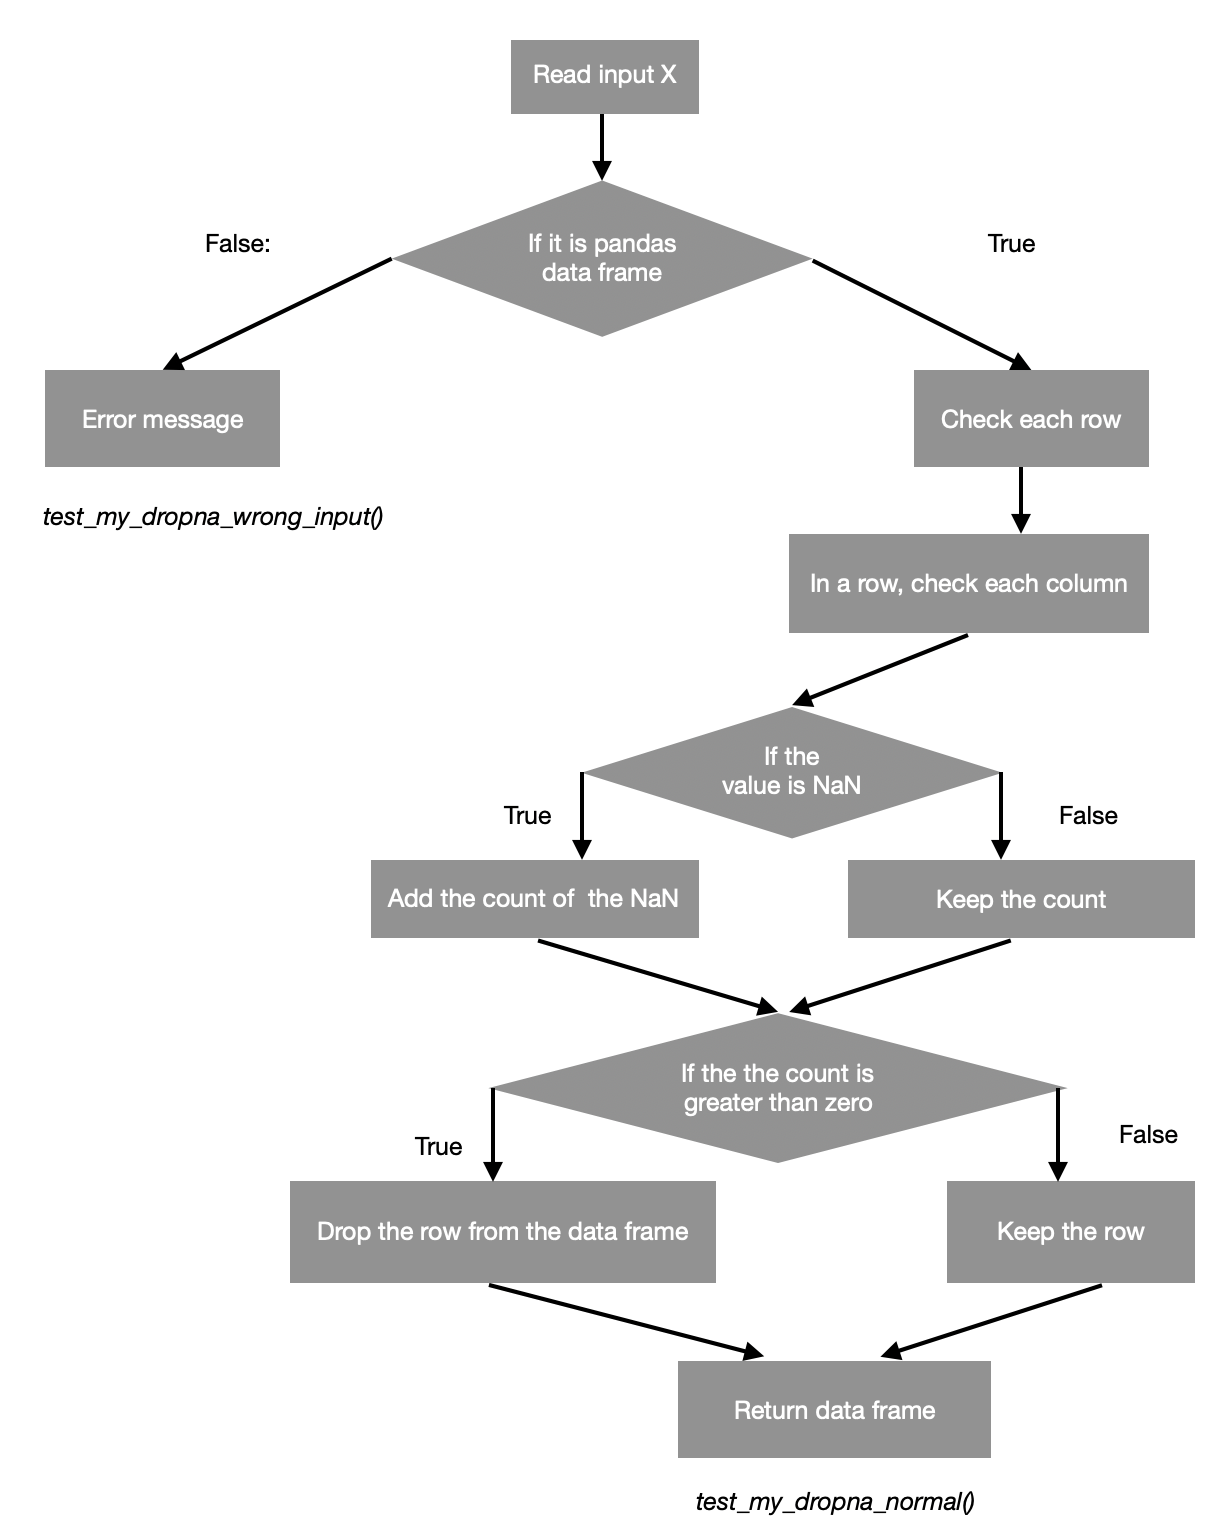 Read input X
If it is pandas
data frame
False:
True
Error message
Check each row
test_my_dropna_wrong_input()
In a row, check each column
If the
value is NaN
True
False
Add the count of  the NaN
Keep the count
If the the count is
greater than zero
True
False
Drop the row from the data frame
Keep the row
Return data frame
test_my_dropna_normal()